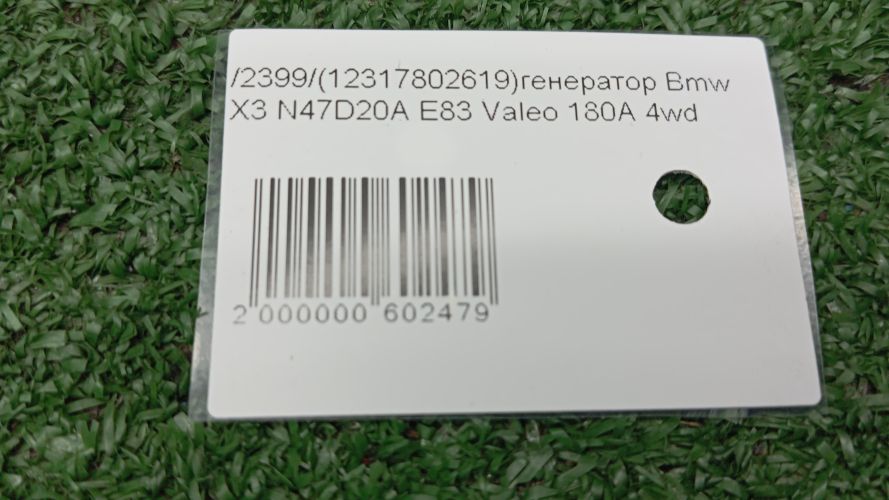 /2399/(12317802619)генератор Bmw
X3 N47D20A E83 Valeo 180A 4wd
2 000000 602479